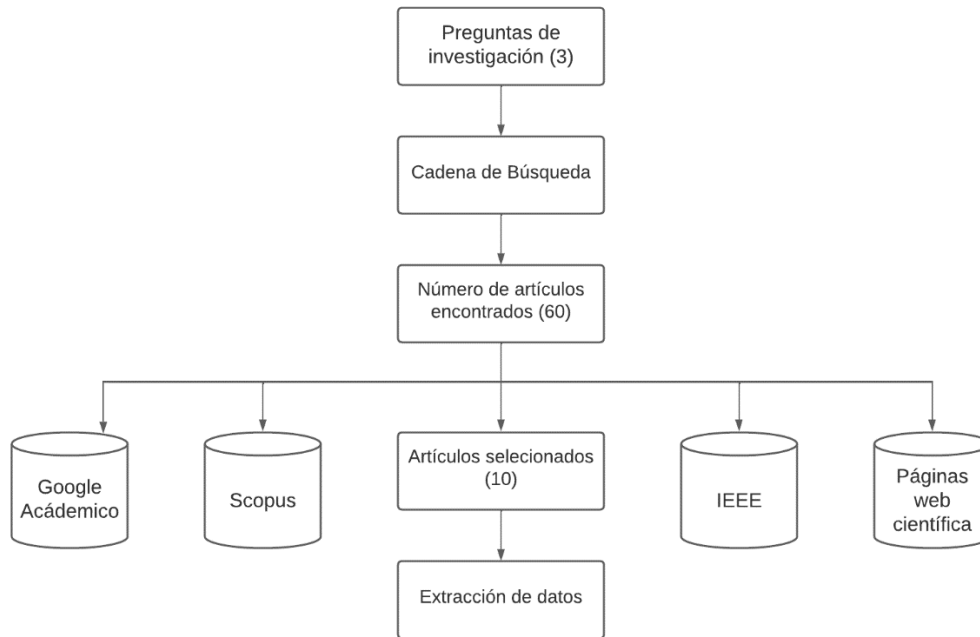 Preguntas de
investigación (3)
Cadena de Búsqueda
Número de artículos
encontrados (60)
Google
Acádemico
Scopus
Artículos selecionados
(10)
IEEE
Páginas
web
científica
Extracción de datos